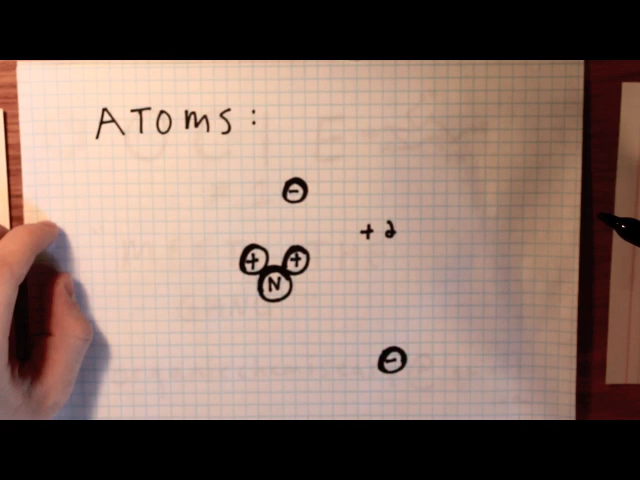 ATOMS:
-
+2
+ +
N
-